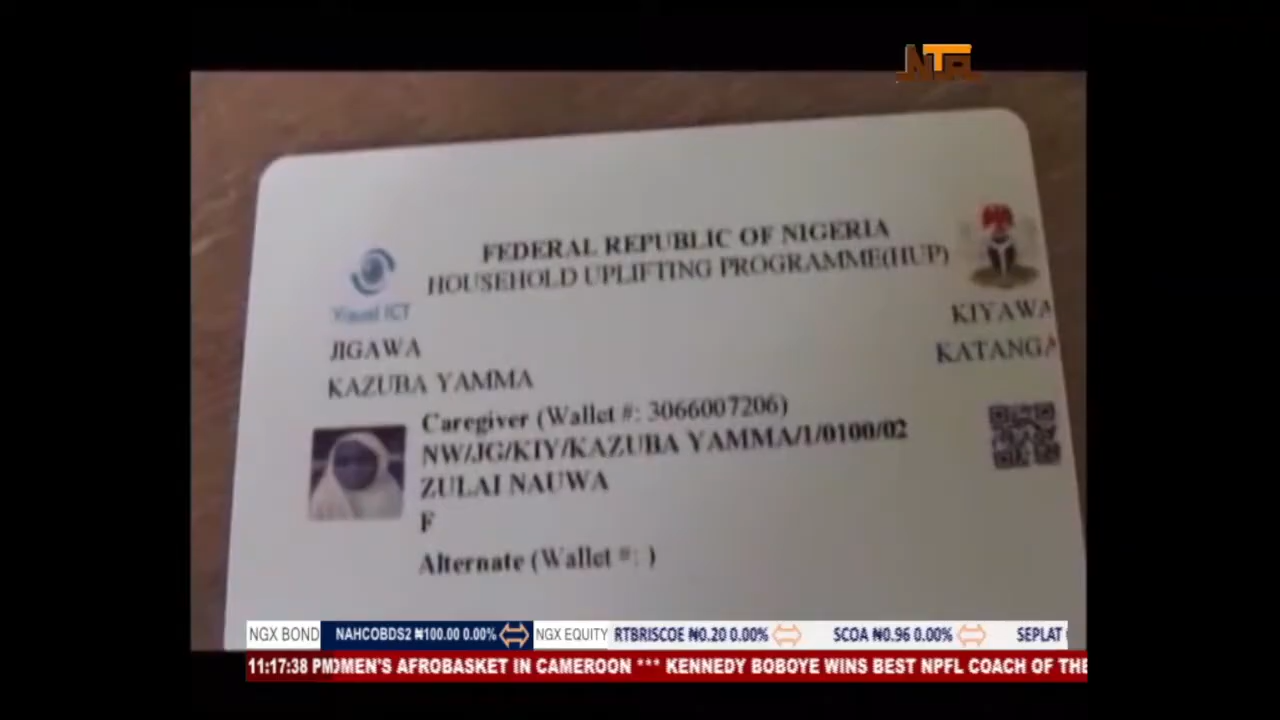 NTA
FEDERAL REPUBLIC OF NIGERIA
HOUSEHOLD UPLIFTING PROGRAMME(HUP)
Visual ICT
KIYAWA
JIGAWA
KATANGA
KAZUBA YAMMA
Caregiver (Wallet #: 3066007206)
NW/JG/KIY/KAZUBA YAMMA/1/0100/02
ZULAI NAUWA
F
Alternate (Wallet #: )
NGX BOND NAHCOBDS2 ₦100.00 0.00% NGX EQUITY RTBRISCOE ₦0.20 0.00% SCOA ₦0.96 0.00% SEPLAT
11:17:38 PM OMEN'S AFROBASKET IN CAMEROON *** KENNEDY BOBOYE WINS BEST NPFL COACH OF THE